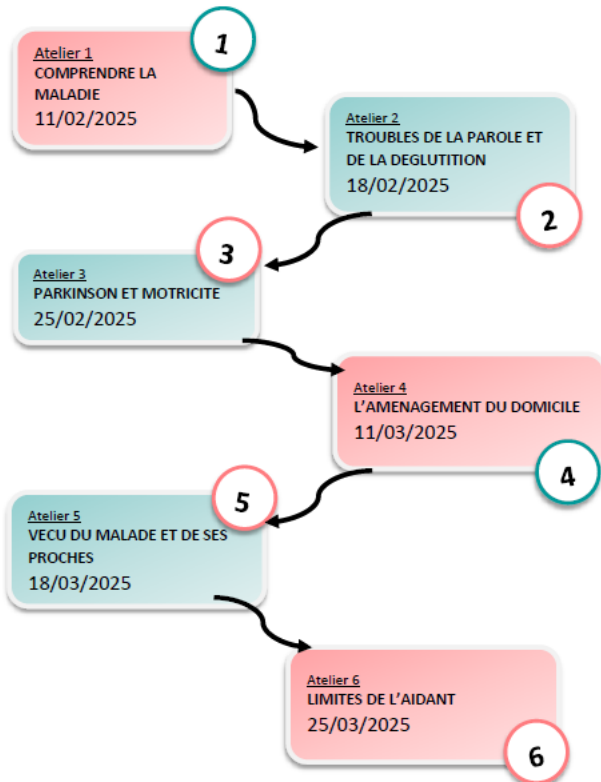 1
Atelier 1
COMPRENDRE LA
MALADIE
11/02/2025
Atelier 2
TROUBLES DE LA PAROLE ET
DE LA DEGLUTITION
18/02/2025
2
3
Atelier 3
PARKINSON ET MOTRICITE
25/02/2025
Atelier 4
L’AMENAGEMENT DU DOMICILE
11/03/2025
4
5
Atelier 5
VECU DU MALADE ET DE SES
PROCHES
18/03/2025
Atelier 6
LIMITES DE L’AIDANT
25/03/2025
6